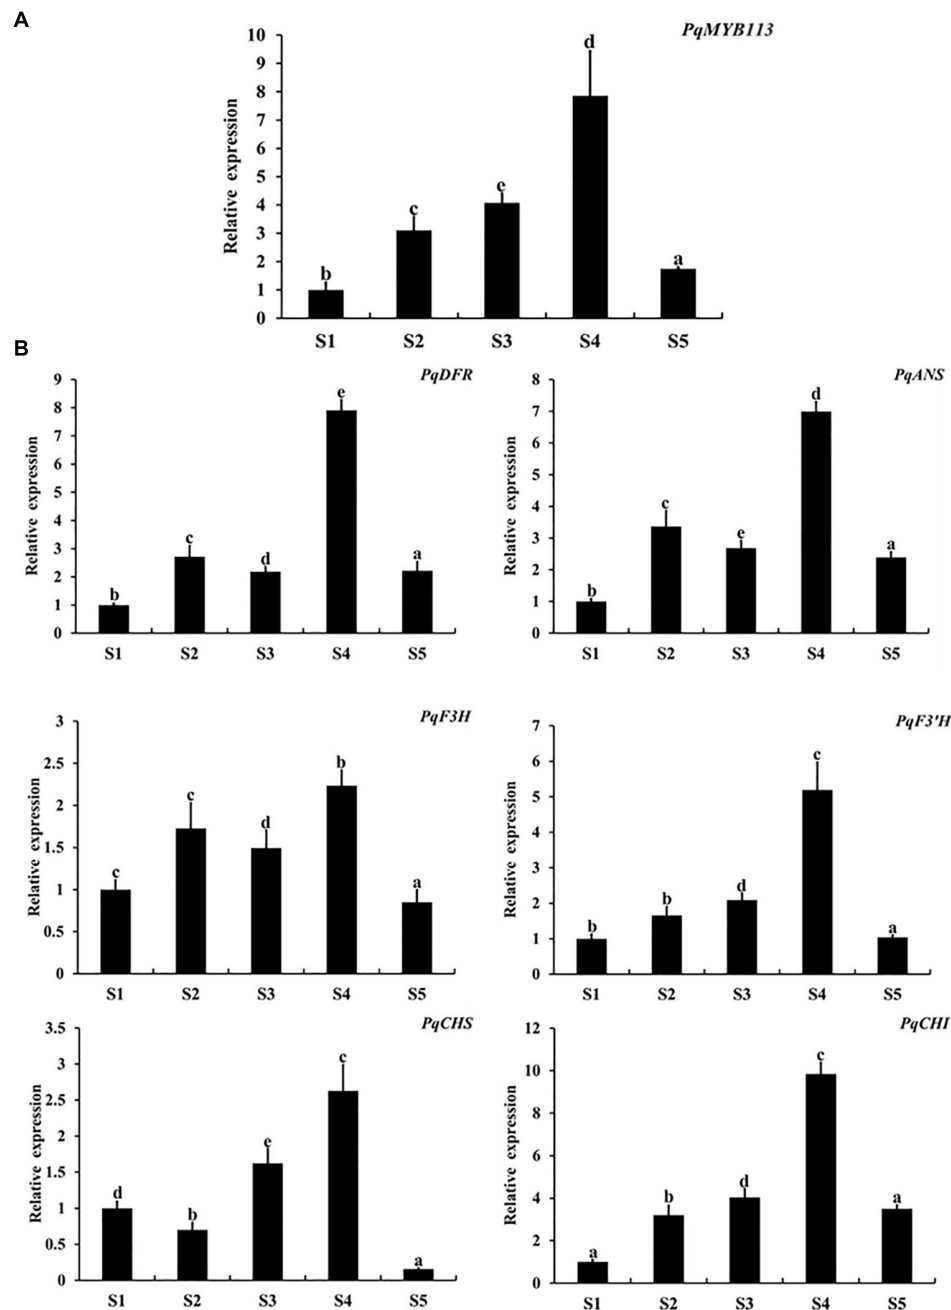 A
PqMYB113
Relative expression
10
9
8
7
6
5
4
3
2
1
0
b
c
e
d
a
S1 S2 S3 S4 S5
B
PqDFR
Relative expression
9
8
7
6
5
4
3
2
1
0
b
c
d
e
a
S1 S2 S3 S4 S5
PqANS
Relative expression
8
7
6
5
4
3
2
1
0
b
c
e
d
a
S1 S2 S3 S4 S5
PqF3H
Relative expression
3
2.5
2
1.5
1
0.5
0
c
c
d
b
a
S1 S2 S3 S4 S5
PqF3'H
Relative expression
7
6
5
4
3
2
1
0
b
b
d
c
a
S1 S2 S3 S4 S5
PqCHS
Relative expression
3.5
3
2.5
2
1.5
1
0.5
0
d
b
e
c
a
S1 S2 S3 S4 S5
PqCHI
Relative expression
12
10
8
6
4
2
0
a
b
d
c
a
S1 S2 S3 S4 S5